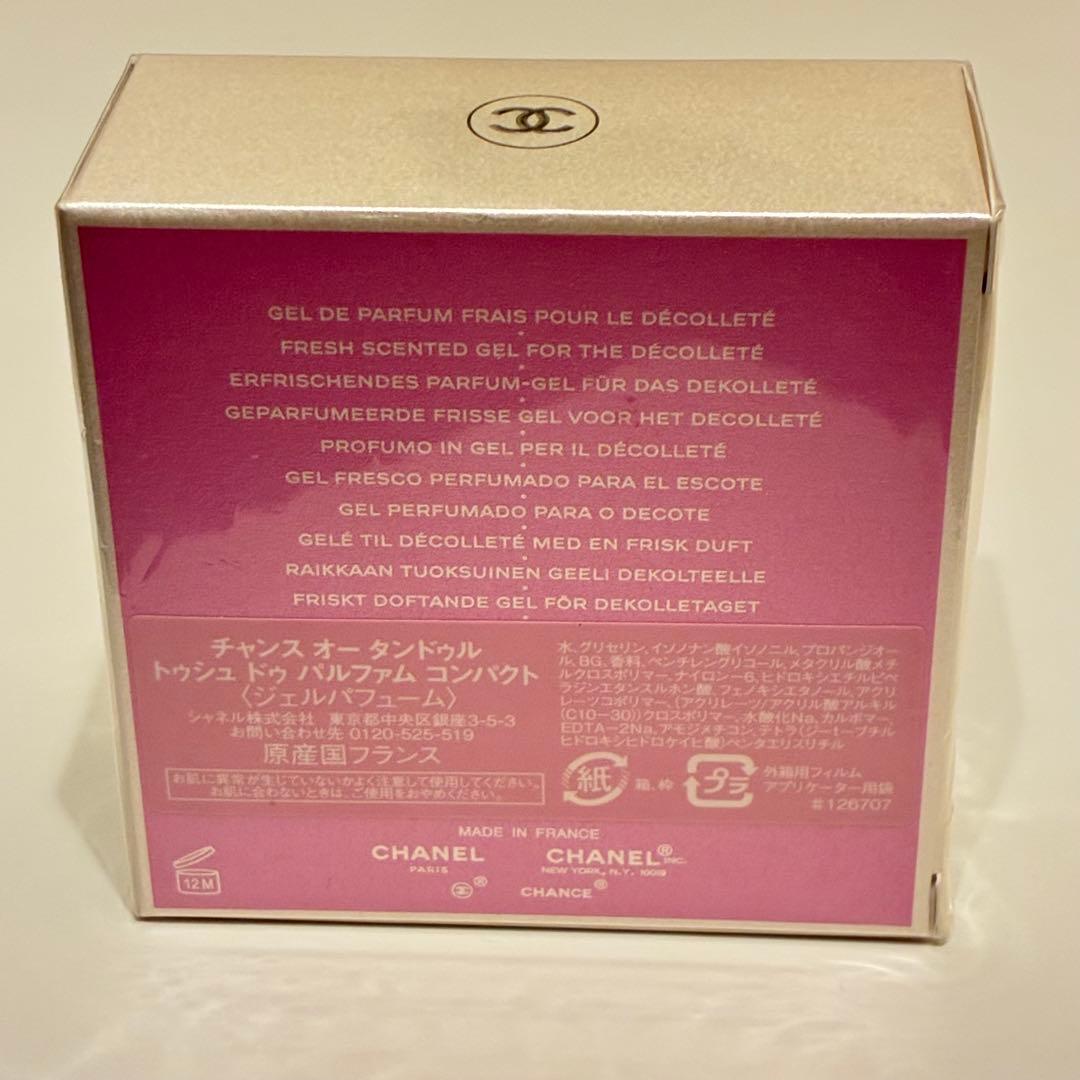 GEL DE PARFUM FRAIS POUR LE DÉCOLLETÉ
FRESH SCENTED GEL FOR THE DÉCOLLETÉ
ERFRISCHENDES PARFUM-GEL FÜR DAS DEKOLLETÉ
GEPARFUMEERDE FRISSE GEL VOOR HET DECOLLETÉ
PROFUMO IN GEL PER IL DÉCOLLETÉ
GEL FRESCO PERFUMADO PARA EL ESCOTE
GEL PERFUMADO PARA O DECOTE
GELÉ TIL DÉCOLLETÉ MED EN FRISK DUFT
RAIKKAAN TUOKSUINEN GEELI DEKOLTEELLE
FRISKT DOFTANDE GEL FÖR DEKOLLETAGET
チャンス オー タンドゥル
トゥシュ ドゥ パルファム コンパクト
〈ジェルパフューム〉
シャネル株式会社 東京都中央区銀座3-5-3
お問い合わせ先 0120-525-519
原産国フランス
お肌に異常が生じていないかよく注意して使用してください。
お肌に合わないときは、ご使用をおやめください。
水、グリセリン、イソノナン酸イソノニル、プロパンジオー
ル、BG、香料、ペンチレングリコール、メタクリル酸メチ
ルクロスポリマー、ナイロン-6、ヒドロキシエチルピペ
ラジンエタンスルホン酸、フェノキシエタノール、アクリ
レーツコポリマー、(アクリレーツ/アクリル酸アルキル
(C10-30))クロスポリマー、水酸化Na、カルボマー、
EDTA-2Na、アモジメチコン、テトラ(ジ-t-ブチル
ヒドロキシヒドロケイヒ酸)ペンタエリスリチル
紙 箱、枠 プラ 外箱用フィルム
アプリケーター用袋
#126707
MADE IN FRANCE
CHANEL
PARIS
CHANEL® INC.
NEW YORK, N.Y. 10019
®
CHANCE®
12M